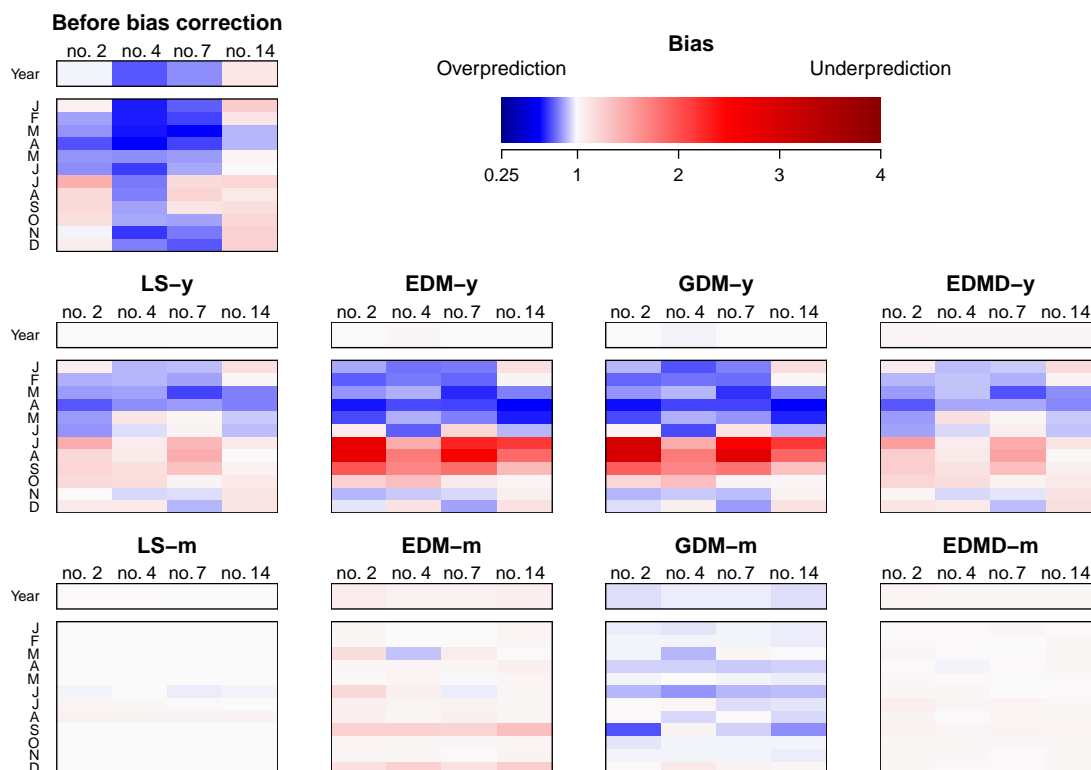 Before bias correction
no. 2 no. 4 no. 7 no. 14
Year
J
F
M
A
M
J
J
A
S
O
N
D
Bias
Overprediction Underprediction
0.25 1 2 3 4
LS−y EDM−y GDM−y EDMD−y
no. 2 no. 4 no. 7 no. 14 no. 2 no. 4 no. 7 no. 14 no. 2 no. 4 no. 7 no. 14 no. 2 no. 4 no. 7 no. 14
Year
J
F
M
A
M
J
J
A
S
O
N
D
LS−m EDM−m GDM−m EDMD−m
no. 2 no. 4 no. 7 no. 14 no. 2 no. 4 no. 7 no. 14 no. 2 no. 4 no. 7 no. 14 no. 2 no. 4 no. 7 no. 14
Year
J
F
M
A
M
J
J
A
S
O
N
D